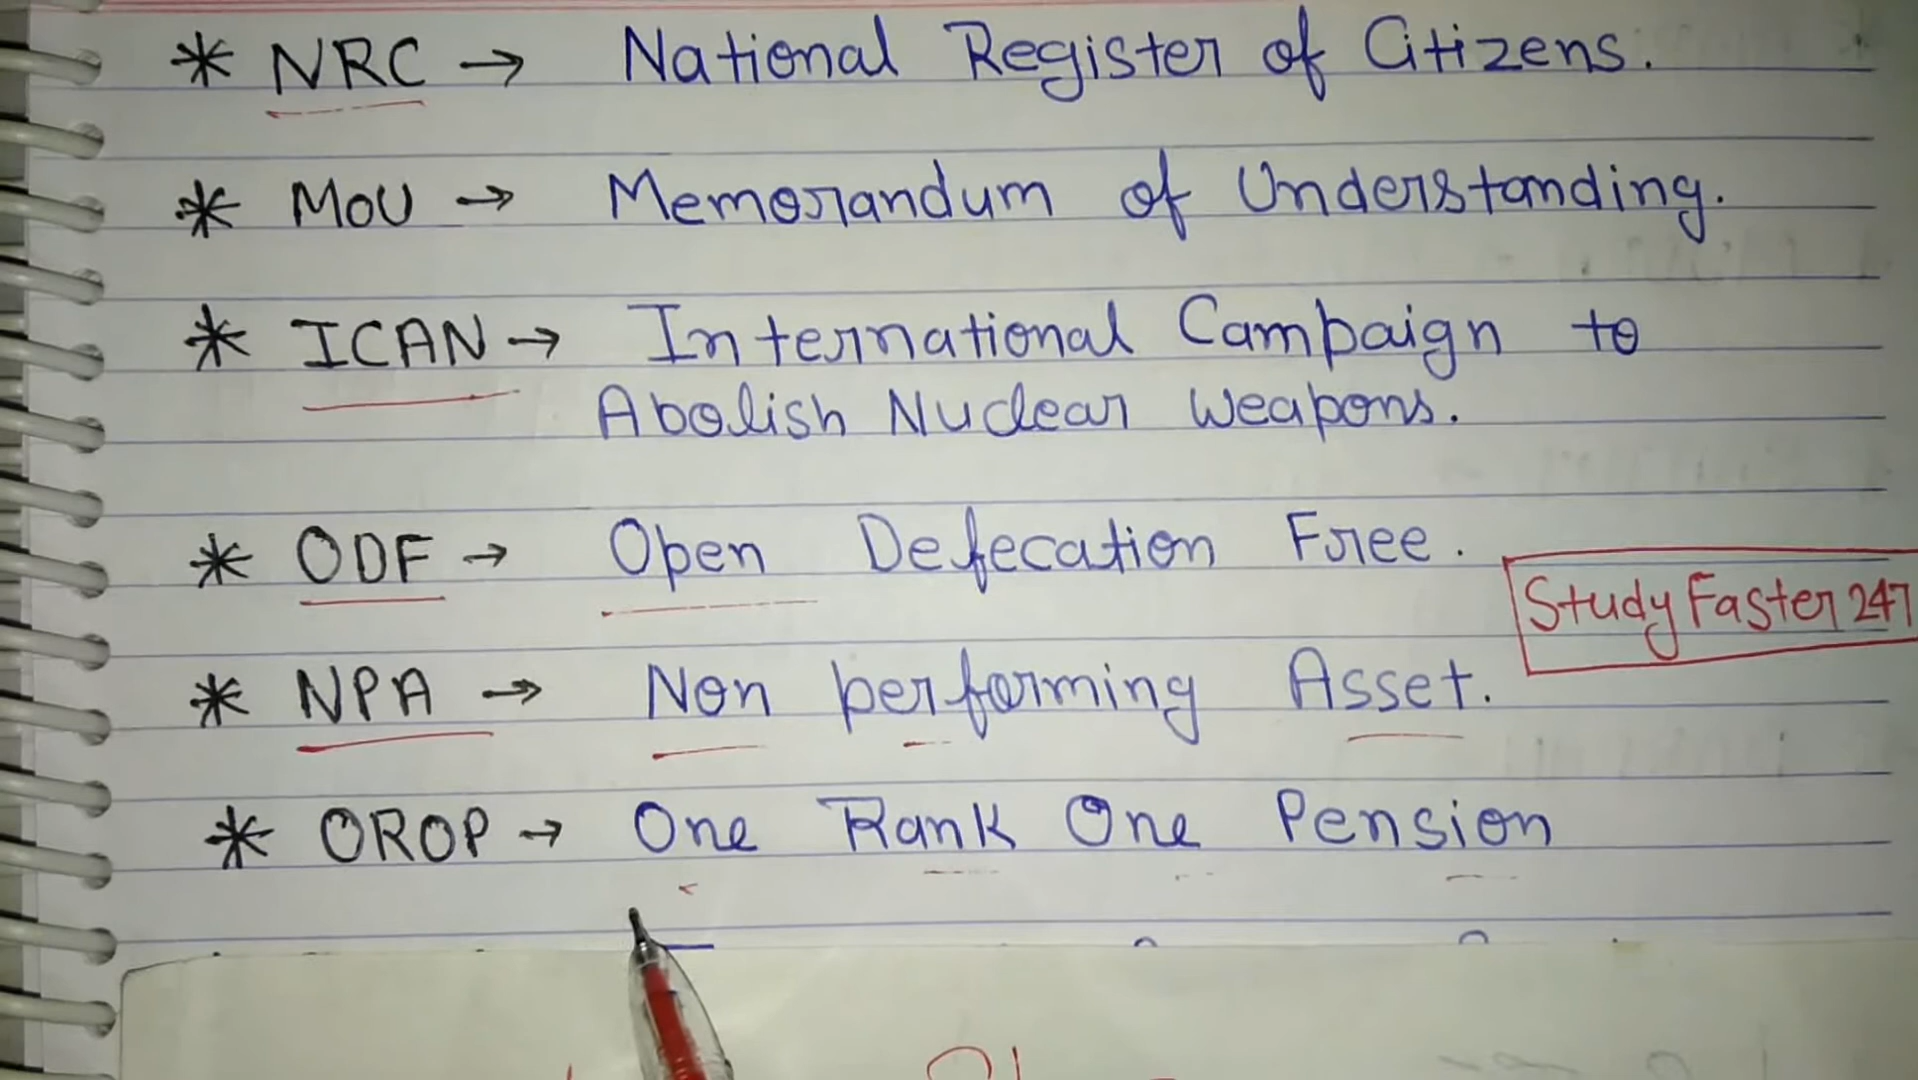 * NRC → National Register of Citizens.
* MoU → Memorandum of Understanding.
* ICAN → International Campaign to
Abolish Nuclear Weapons.
* ODF → Open Defecation Free.
Study Faster 247
* NPA → Non performing Asset.
* OROP → One Rank One Pension